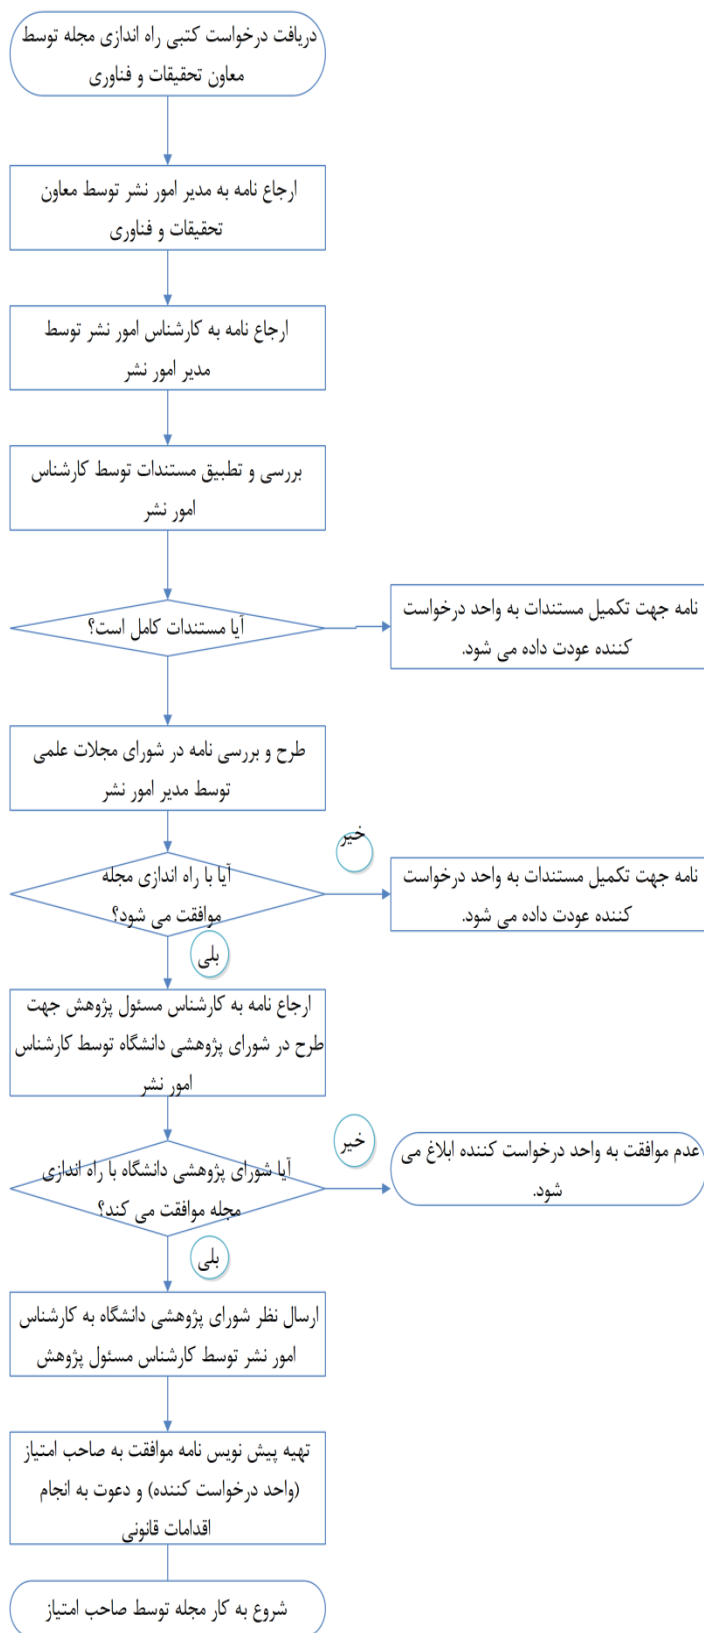 دریافت درخواست کتبی راه اندازی مجله توسط
معاون تحقیقات و فناوری
ارجاع نامه به مدیر امور نشر توسط معاون
تحقیقات و فناوری
ارجاع نامه به کارشناس امور نشر توسط
مدیر امور نشر
بررسی و تطبیق مستندات توسط کارشناس
امور نشر
آیا مستندات کامل است؟
نامه جهت تکمیل مستندات به واحد درخواست
کننده عودت داده می شود.
طرح و بررسی نامه در شورای مجلات علمی
توسط مدیر امور نشر
آیا با راه اندازی مجله
موافقت می شود؟
خیر
نامه جهت تکمیل مستندات به واحد درخواست
کننده عودت داده می شود.
بلی
ارجاع نامه به کارشناس مسئول پژوهش جهت
طرح در شورای پژوهشی دانشگاه توسط کارشناس
امور نشر
آیا شورای پژوهشی دانشگاه با راه اندازی
مجله موافقت می کند؟
خیر
عدم موافقت به واحد درخواست کننده ابلاغ می
شود.
بلی
ارسال نظر شورای پژوهشی دانشگاه به کارشناس
امور نشر توسط کارشناس مسئول پژوهش
تهیه پیش نویس نامه موافقت به صاحب امتیاز
(واحد درخواست کننده) و دعوت به انجام
اقدامات قانونی
شروع به کار مجله توسط صاحب امتیاز